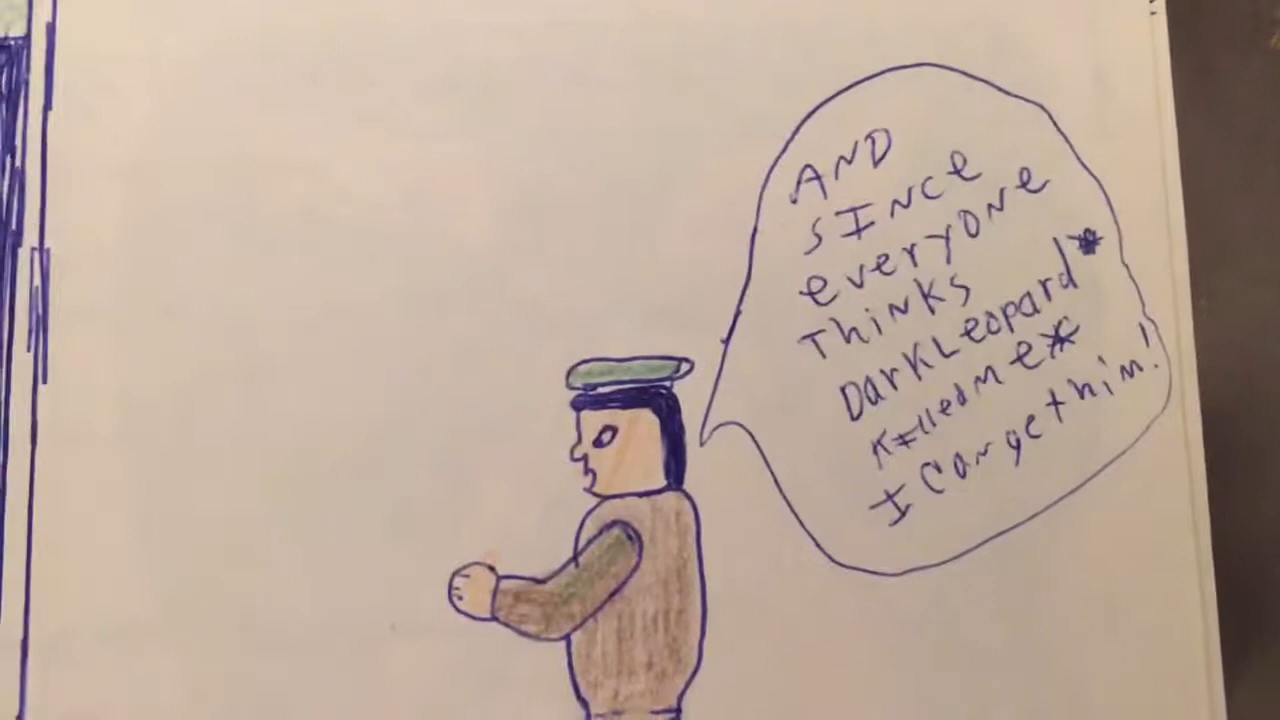 AND
SINCE
everyone
ThiNKS
DarKLeopard*
Killed Me*
I Can get him!